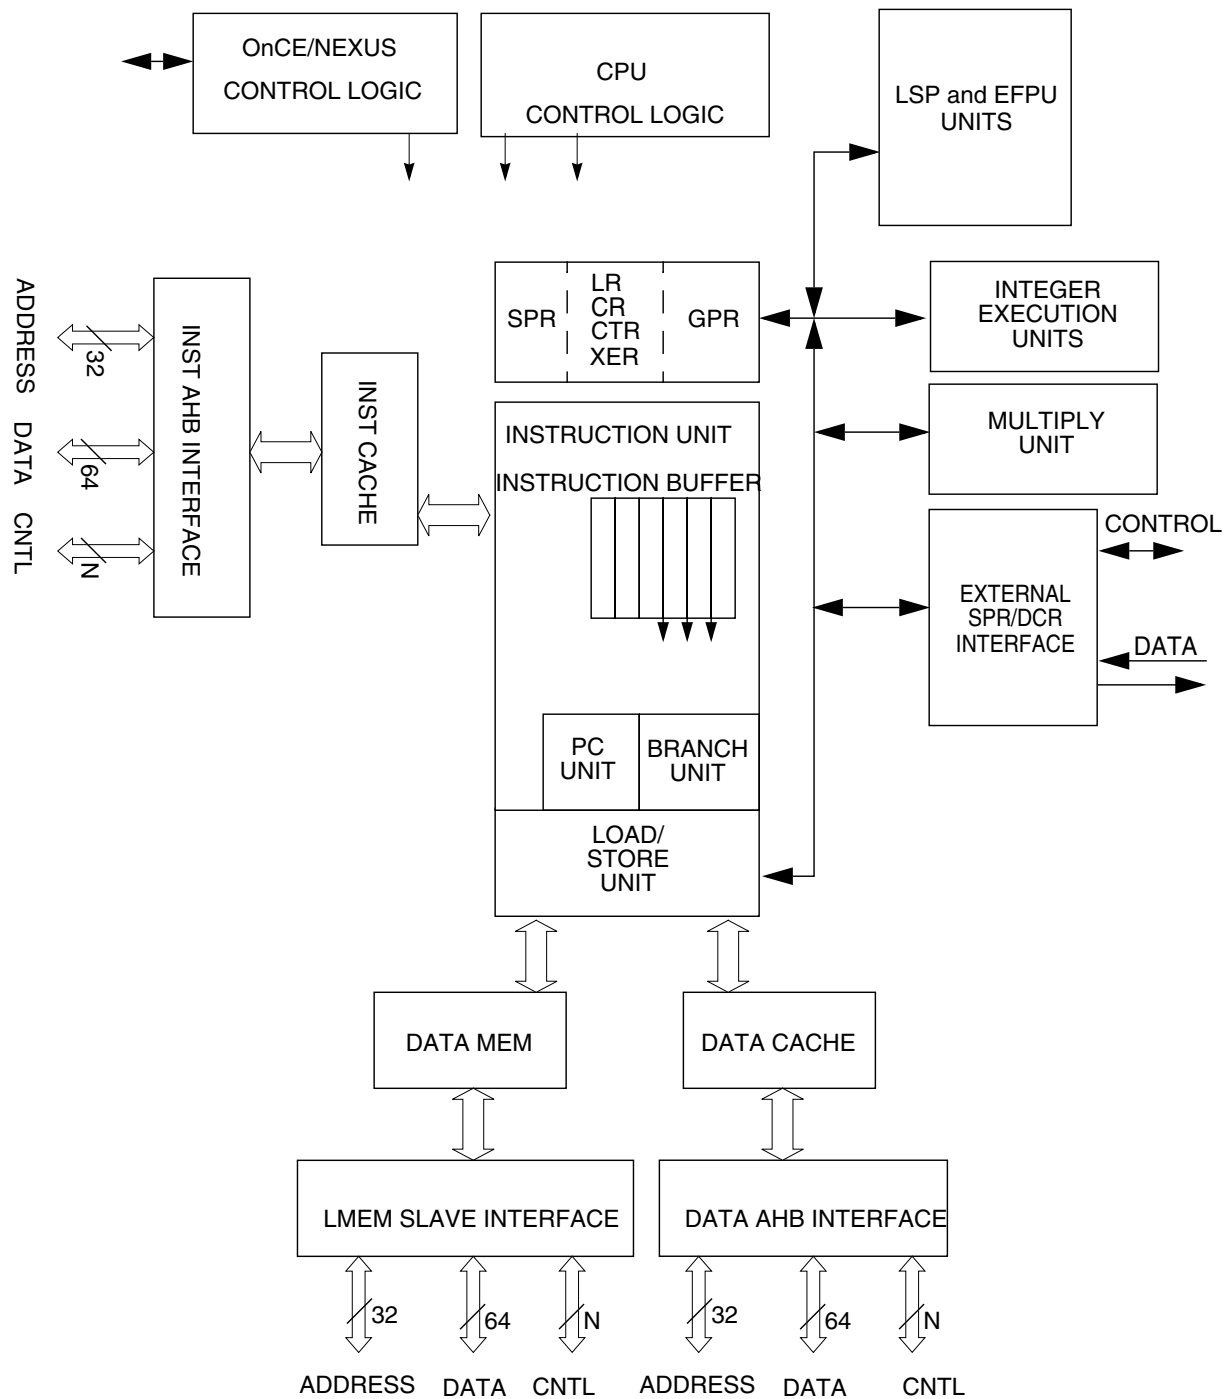 OnCE/NEXUS
CONTROL LOGIC
CPU
CONTROL LOGIC
LSP and EFPU
UNITS
SPR
LR
CR
CTR
XER
GPR
INTEGER
EXECUTION
UNITS
ADDRESS
32
DATA
64
CNTL
N
INST AHB INTERFACE
INST CACHE
INSTRUCTION UNIT
INSTRUCTION BUFFER
MULTIPLY
UNIT
EXTERNAL
SPR/DCR
INTERFACE
CONTROL
DATA
PC
UNIT
BRANCH
UNIT
LOAD/
STORE
UNIT
DATA MEM
DATA CACHE
LMEM SLAVE INTERFACE
DATA AHB INTERFACE
32
64
N
32
64
N
ADDRESS
DATA
CNTL
ADDRESS
DATA
CNTL